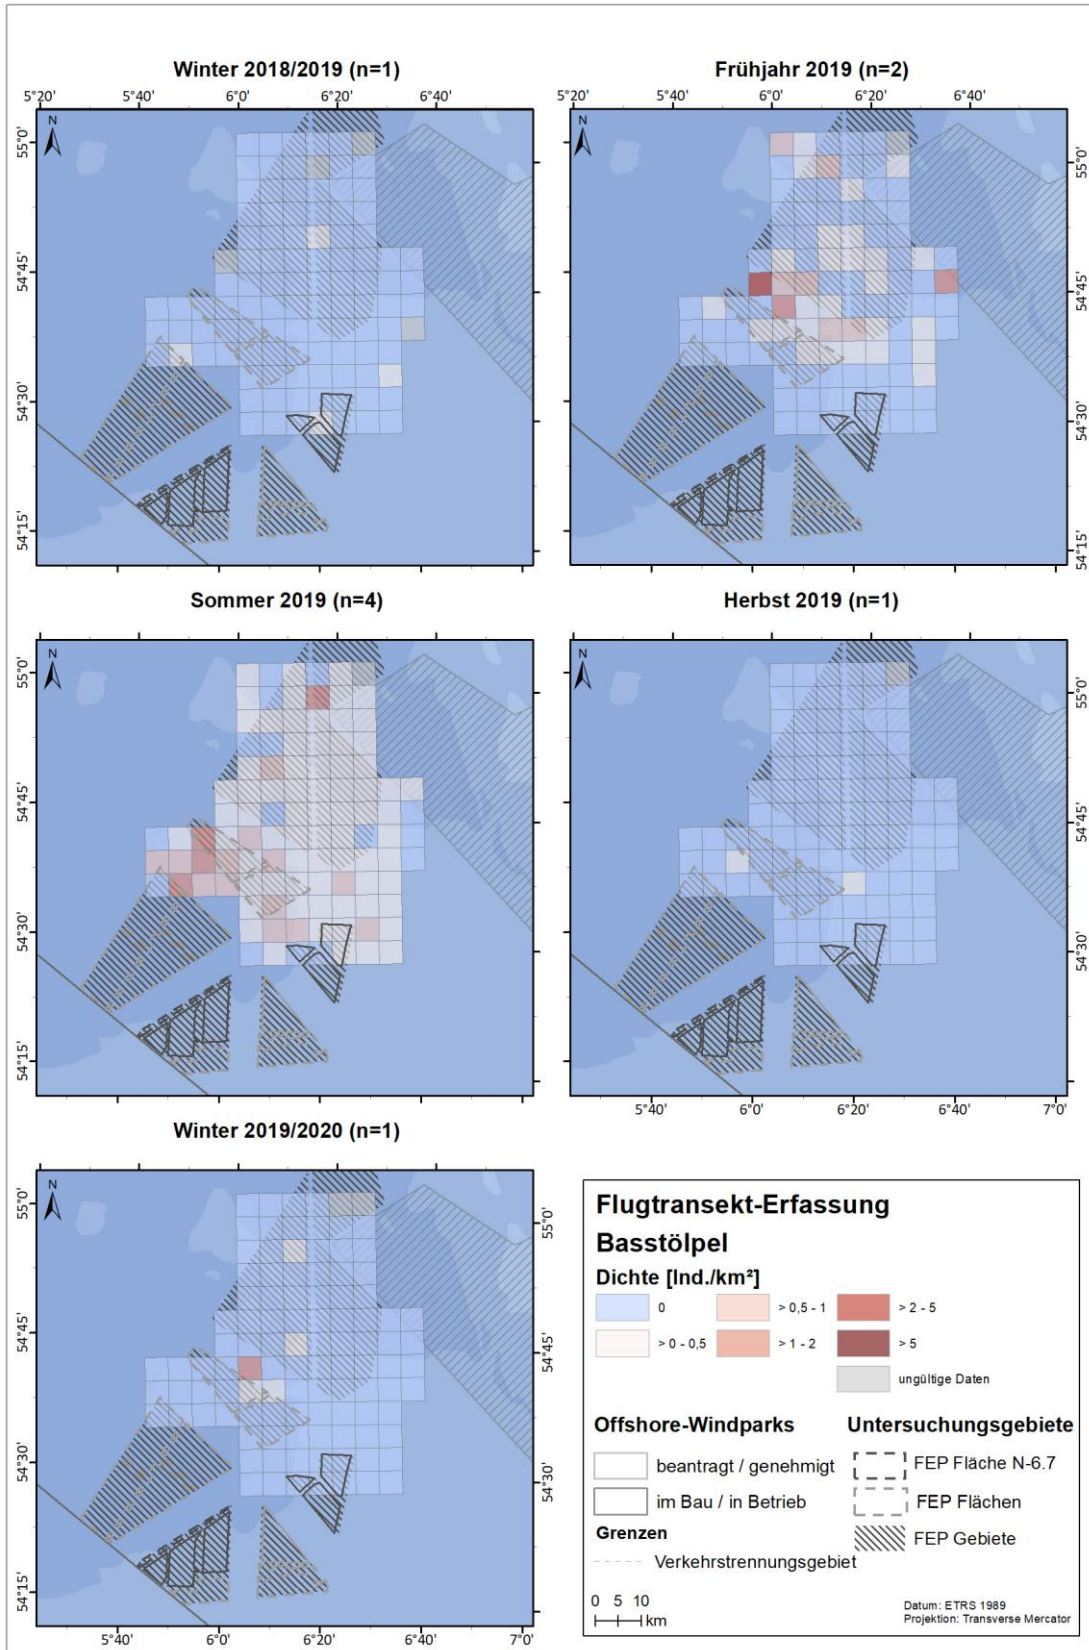 Winter 2018/2019 (n=1)
5°20' 5°40' 6°0' 6°20' 6°40'
N
55°0'
54°45'
54°30'
54°15'
Frühjahr 2019 (n=2)
5°20' 5°40' 6°0' 6°20' 6°40'
N
55°0'
54°45'
54°30'
54°15'
Sommer 2019 (n=4)
N
55°0'
54°45'
54°30'
54°15'
Herbst 2019 (n=1)
N
55°0'
54°45'
54°30'
5°40' 6°0' 6°20' 6°40' 7°0'
Winter 2019/2020 (n=1)
N
55°0'
54°45'
54°30'
54°15'
55°0'
54°45'
54°30'
5°40' 6°0' 6°20' 6°40' 7°0'
Flugtransekt-Erfassung
Basstölpel
Dichte [Ind./km²]
0 > 0,5 - 1 > 2 - 5
> 0 - 0,5 > 1 - 2 > 5
ungültige Daten
Offshore-Windparks
beantragt / genehmigt
im Bau / in Betrieb
Grenzen
Verkehrstrennungsgebiet
Untersuchungsgebiete
FEP Fläche N-6.7
FEP Flächen
FEP Gebiete
0 5 10
km
Datum: ETRS 1989
Projektion: Transverse Mercator